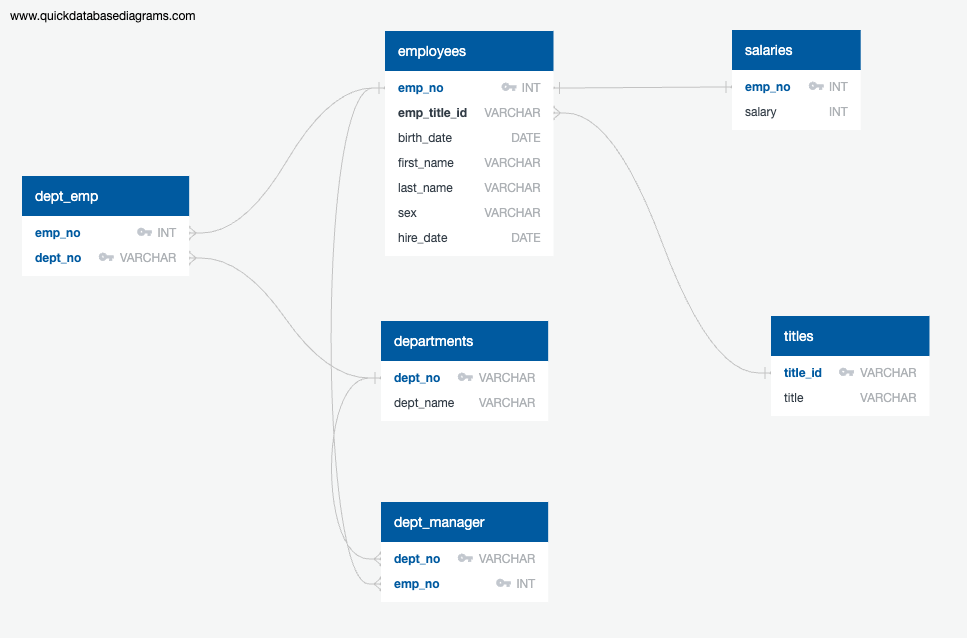 www.quickdatabasediagrams.com
employees
emp_no INT
emp_title_id VARCHAR
birth_date DATE
first_name VARCHAR
last_name VARCHAR
sex VARCHAR
hire_date DATE
salaries
emp_no INT
salary INT
dept_emp
emp_no INT
dept_no VARCHAR
departments
dept_no VARCHAR
dept_name VARCHAR
titles
title_id VARCHAR
title VARCHAR
dept_manager
dept_no VARCHAR
emp_no INT